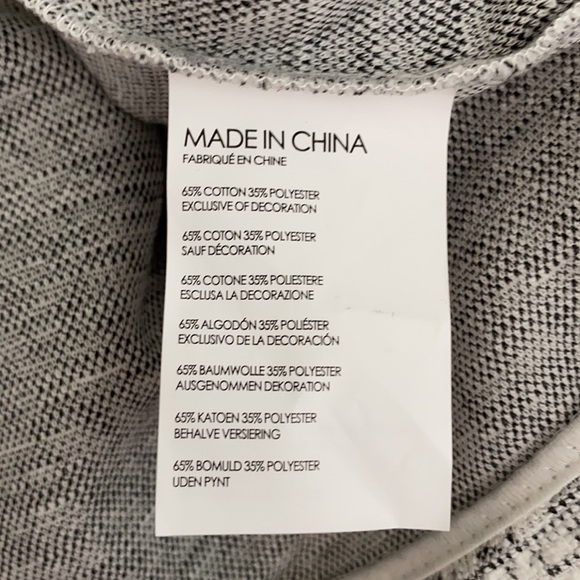 MADE IN CHINA
FABRIQUÉ EN CHINE
65% COTTON 35% POLYESTER
EXCLUSIVE OF DECORATION
65% COTON 35% POLYESTER
SAUF DÉCORATION
65% COTONE 35% POLIESTERE
ESCLUSA LA DECORAZIONE
65% ALGODÓN 35% POLIÉSTER
EXCLUSIVO DE LA DECORACIÓN
65% BAUMWOLLE 35% POLYESTER
AUSGENOMMEN DEKORATION
65% KATOEN 35% POLYESTER
BEHALVE VERSIERING
65% BOMULD 35% POLYESTER
UDEN PYNT